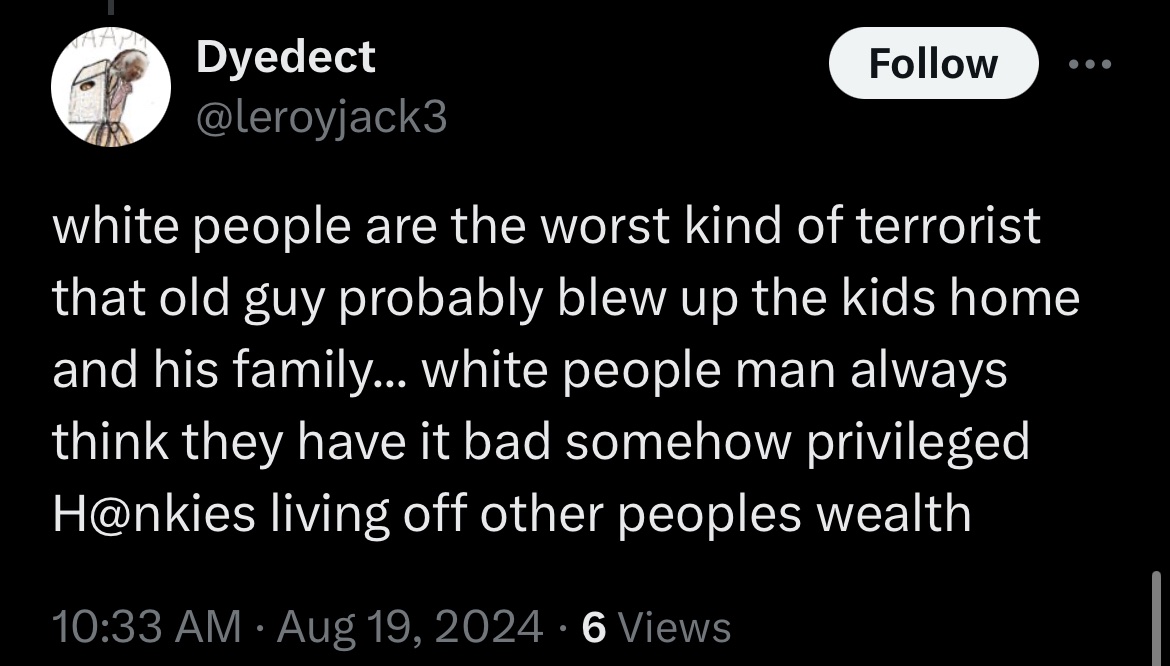 Dyedect
@leroyjack3
Follow
white people are the worst kind of terrorist
that old guy probably blew up the kids home
and his family... white people man always
think they have it bad somehow privileged
H@nkies living off other peoples wealth
10:33 AM · Aug 19, 2024 · 6 Views